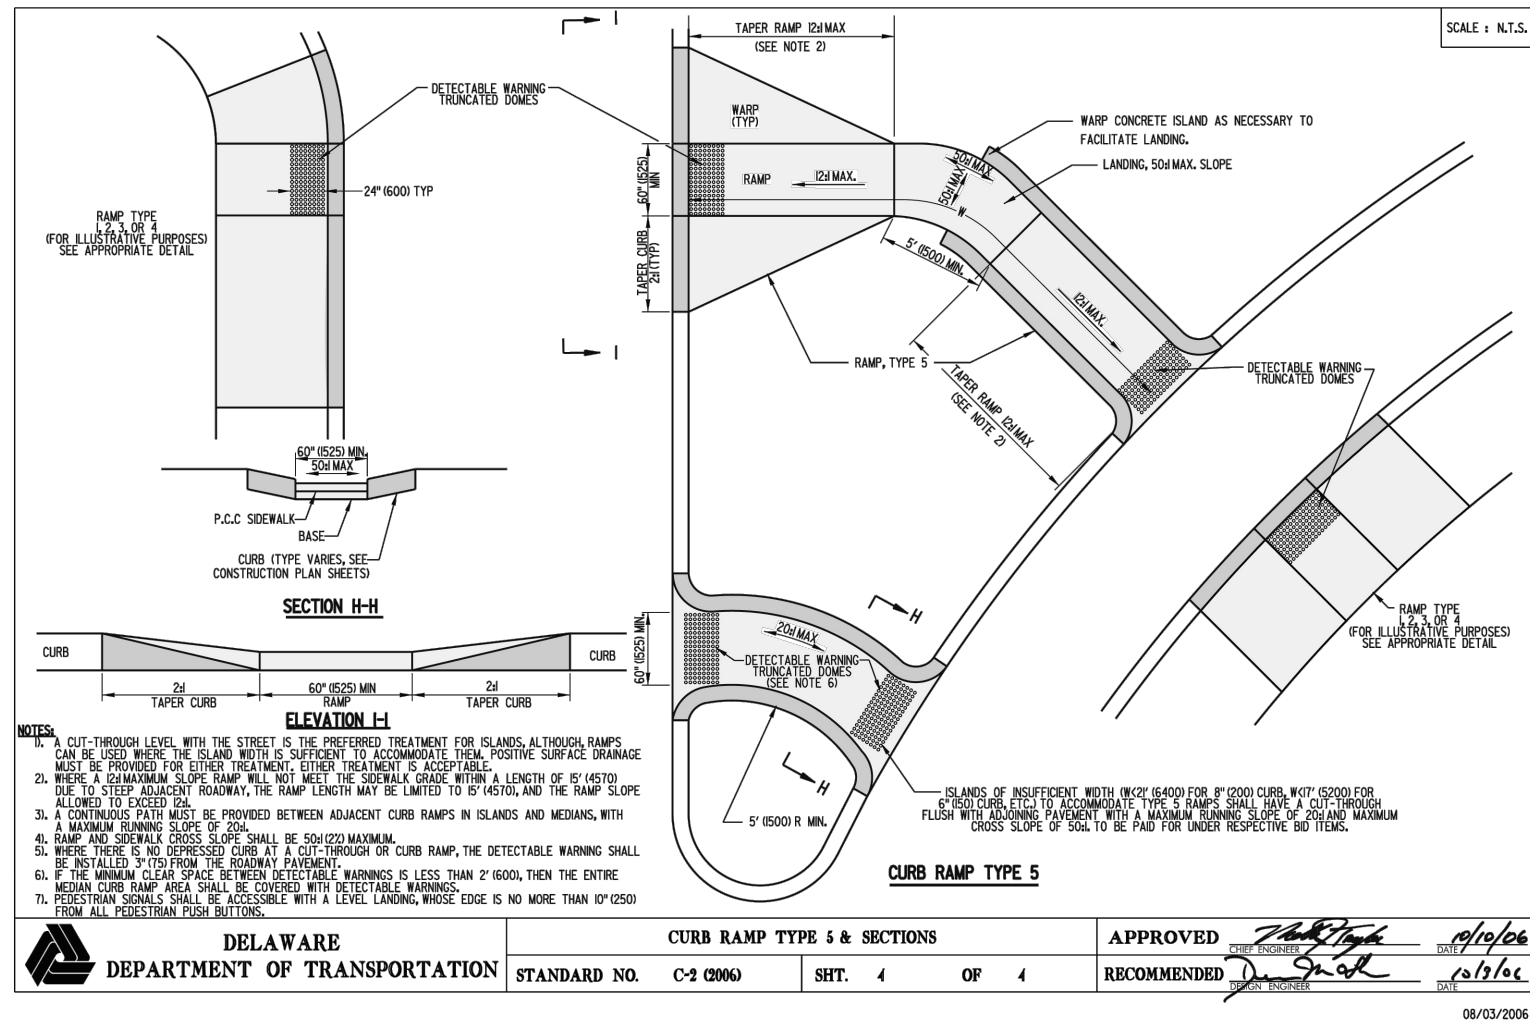 SCALE : N.T.S.
I
TAPER RAMP 12:1 MAX
(SEE NOTE 2)
DETECTABLE WARNING
TRUNCATED DOMES
WARP
(TYP)
WARP CONCRETE ISLAND AS NECESSARY TO
FACILITATE LANDING.
LANDING, 50:1 MAX. SLOPE
50:1 MAX
50:1 MAX
60" (1525)
MIN
RAMP
12:1 MAX.
24" (600) TYP
W
RAMP TYPE
1, 2, 3, OR 4
(FOR ILLUSTRATIVE PURPOSES)
SEE APPROPRIATE DETAIL
TAPER CURB
2:1 (TYP)
5' (1500) MIN.
12:1 MAX.
I
RAMP, TYPE 5
DETECTABLE WARNING
TRUNCATED DOMES
TAPER RAMP 12:1 MAX
(SEE NOTE 2)
60" (1525) MIN.
50:1 MAX
P.C.C SIDEWALK
BASE
CURB (TYPE VARIES, SEE
CONSTRUCTION PLAN SHEETS)
SECTION H-H
H
RAMP TYPE
1, 2, 3, OR 4
(FOR ILLUSTRATIVE PURPOSES)
SEE APPROPRIATE DETAIL
20:1 MAX
60" (1525) MIN.
DETECTABLE WARNING
TRUNCATED DOMES
(SEE NOTE 6)
CURB
CURB
2:1
TAPER CURB
60" (1525) MIN
RAMP
2:1
TAPER CURB
ELEVATION I-I
H
ISLANDS OF INSUFFICIENT WIDTH (W<21' (6400) FOR 8" (200) CURB, W<17' (5200) FOR
6" (150) CURB, ETC.) TO ACCOMMODATE TYPE 5 RAMPS SHALL HAVE A CUT-THROUGH
FLUSH WITH ADJOINING PAVEMENT WITH A MAXIMUM RUNNING SLOPE OF 20:1 AND MAXIMUM
CROSS SLOPE OF 50:1. TO BE PAID FOR UNDER RESPECTIVE BID ITEMS.
5' (1500) R MIN.
CURB RAMP TYPE 5
NOTES:
1). A CUT-THROUGH LEVEL WITH THE STREET IS THE PREFERRED TREATMENT FOR ISLANDS, ALTHOUGH, RAMPS
CAN BE USED WHERE THE ISLAND WIDTH IS SUFFICIENT TO ACCOMMODATE THEM. POSITIVE SURFACE DRAINAGE
MUST BE PROVIDED FOR EITHER TREATMENT. EITHER TREATMENT IS ACCEPTABLE.
2). WHERE A 12:1 MAXIMUM SLOPE RAMP WILL NOT MEET THE SIDEWALK GRADE WITHIN A LENGTH OF 15' (4570)
DUE TO STEEP ADJACENT ROADWAY, THE RAMP LENGTH MAY BE LIMITED TO 15' (4570), AND THE RAMP SLOPE
ALLOWED TO EXCEED 12:1.
3). A CONTINUOUS PATH MUST BE PROVIDED BETWEEN ADJACENT CURB RAMPS IN ISLANDS AND MEDIANS, WITH
A MAXIMUM RUNNING SLOPE OF 20:1.
4). RAMP AND SIDEWALK CROSS SLOPE SHALL BE 50:1 (2%) MAXIMUM.
5). WHERE THERE IS NO DEPRESSED CURB AT A CUT-THROUGH OR CURB RAMP, THE DETECTABLE WARNING SHALL
BE INSTALLED 3" (75) FROM THE ROADWAY PAVEMENT.
6). IF THE MINIMUM CLEAR SPACE BETWEEN DETECTABLE WARNINGS IS LESS THAN 2' (600), THEN THE ENTIRE
MEDIAN CURB RAMP AREA SHALL BE COVERED WITH DETECTABLE WARNINGS.
7). PEDESTRIAN SIGNALS SHALL BE ACCESSIBLE WITH A LEVEL LANDING, WHOSE EDGE IS NO MORE THAN 10" (250)
FROM ALL PEDESTRIAN PUSH BUTTONS.
DELAWARE
DEPARTMENT OF TRANSPORTATION
CURB RAMP TYPE 5 & SECTIONS
STANDARD NO. C-2 (2006)
SHT. 4 OF 4
APPROVED
CHIEF ENGINEER
10/10/06
DATE
RECOMMENDED
DESIGN ENGINEER
10/3/06
DATE
08/03/2006